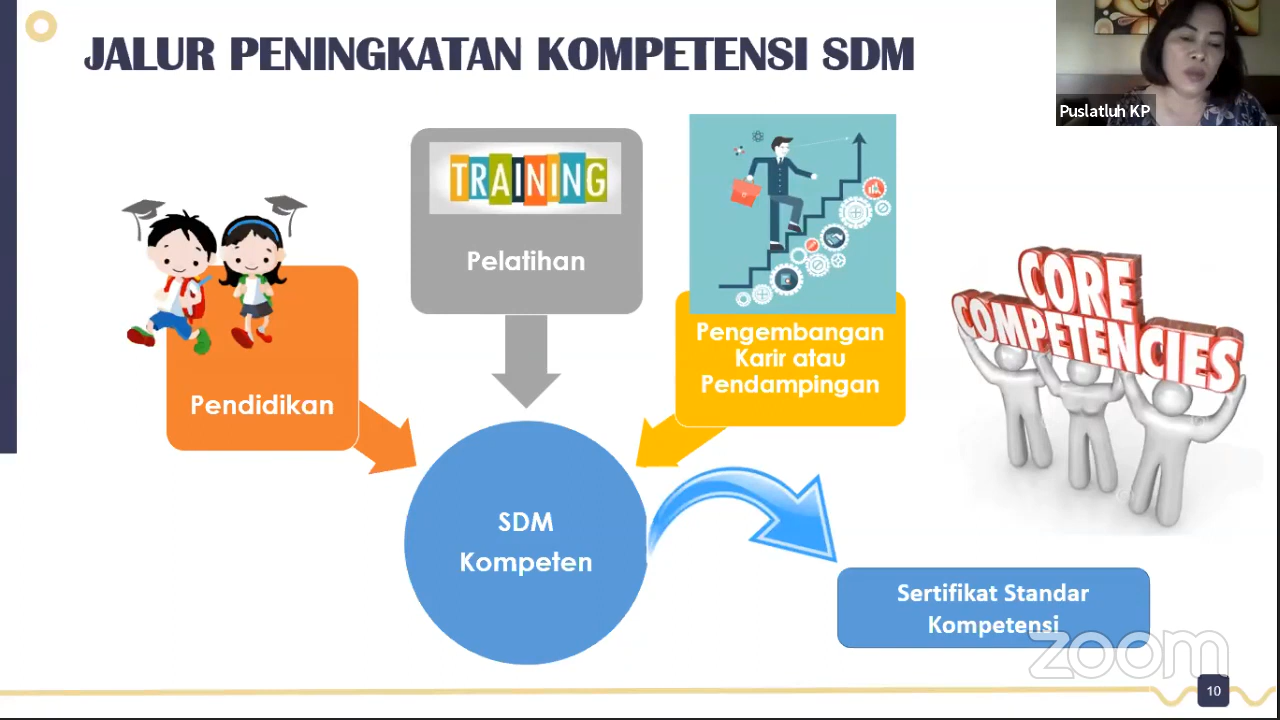 JALUR PENINGKATAN KOMPETENSI SDM
Puslatluh KP
TRAINING
Pelatihan
Pendidikan
Pengembangan
Karir atau
Pendampingan
CORE
COMPETENCIES
SDM
Kompeten
Sertifikat Standar
Kompetensi
zoom
10